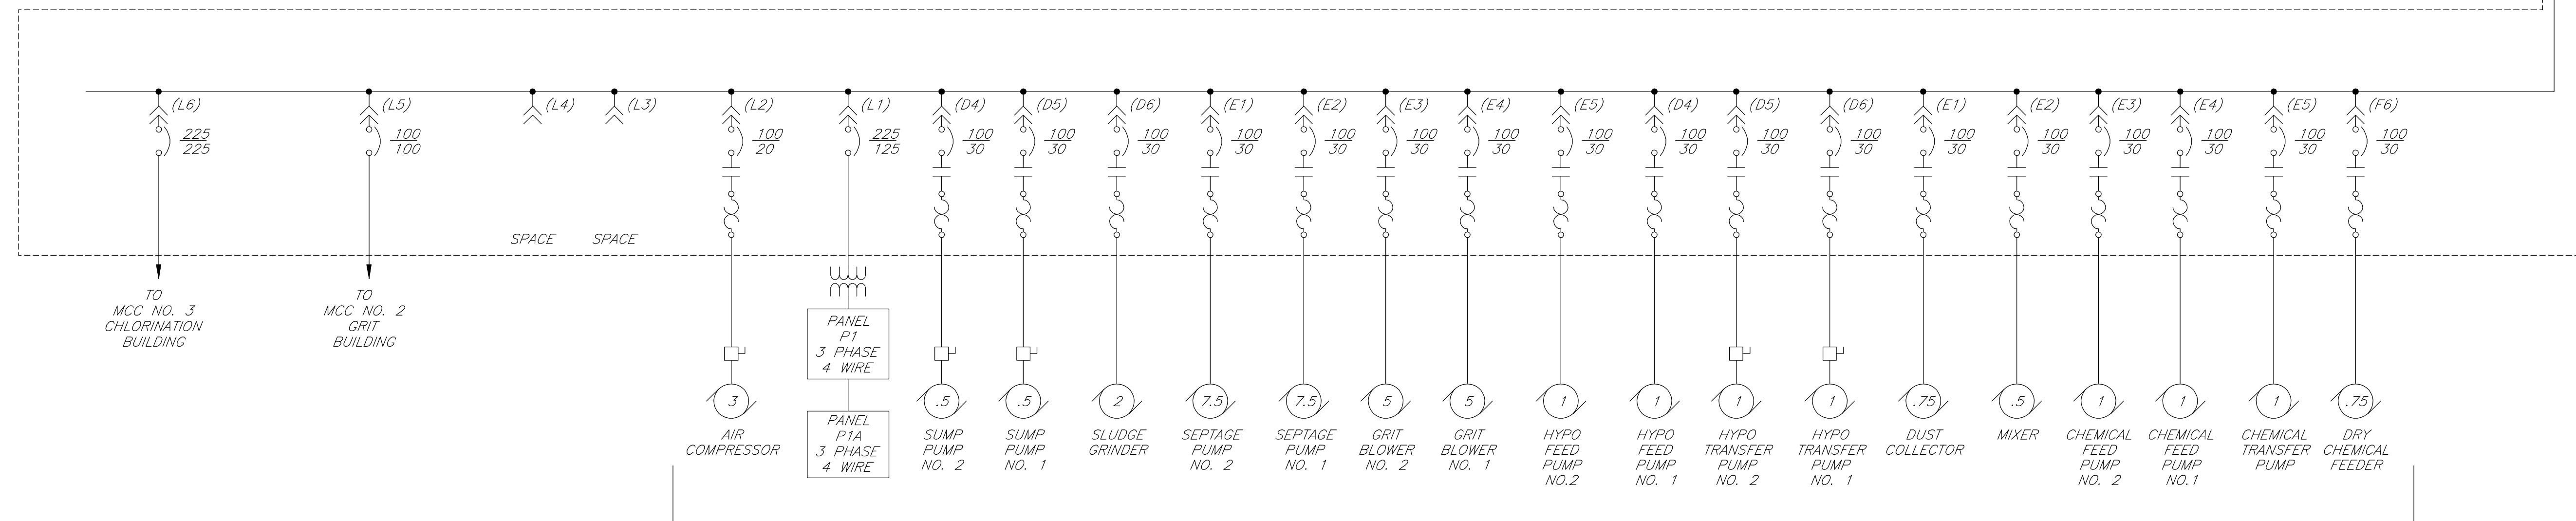 (L6)
(L5)
(L4)
(L3)
(L2)
(L1)
(D4)
(D5)
(D6)
(E1)
(E2)
(E3)
(E4)
(E5)
(D4)
(D5)
(D6)
(E1)
(E2)
(E3)
(E4)
(E5)
(F6)
225
225
100
100
100
20
225
125
100
30
100
30
100
30
100
30
100
30
100
30
100
30
100
30
100
30
100
30
100
30
100
30
100
30
100
30
100
30
100
30
100
30
SPACE
SPACE
TO
MCC NO. 3
CHLORINATION
BUILDING
TO
MCC NO. 2
GRIT
BUILDING
3
AIR
COMPRESSOR
PANEL
P1
3 PHASE
4 WIRE
PANEL
P1A
3 PHASE
4 WIRE
.5
SUMP
PUMP
NO. 2
.5
SUMP
PUMP
NO. 1
2
SLUDGE
GRINDER
7.5
SEPTAGE
PUMP
NO. 2
7.5
SEPTAGE
PUMP
NO. 1
5
GRIT
BLOWER
NO. 2
5
GRIT
BLOWER
NO. 1
1
HYPO
FEED
PUMP
NO.2
1
HYPO
FEED
PUMP
NO. 1
1
HYPO
TRANSFER
PUMP
NO. 2
1
HYPO
TRANSFER
PUMP
NO. 1
.75
DUST
COLLECTOR
.5
MIXER
1
CHEMICAL
FEED
PUMP
NO. 2
1
CHEMICAL
FEED
PUMP
NO.1
1
CHEMICAL
TRANSFER
PUMP
.75
DRY
CHEMICAL
FEEDER